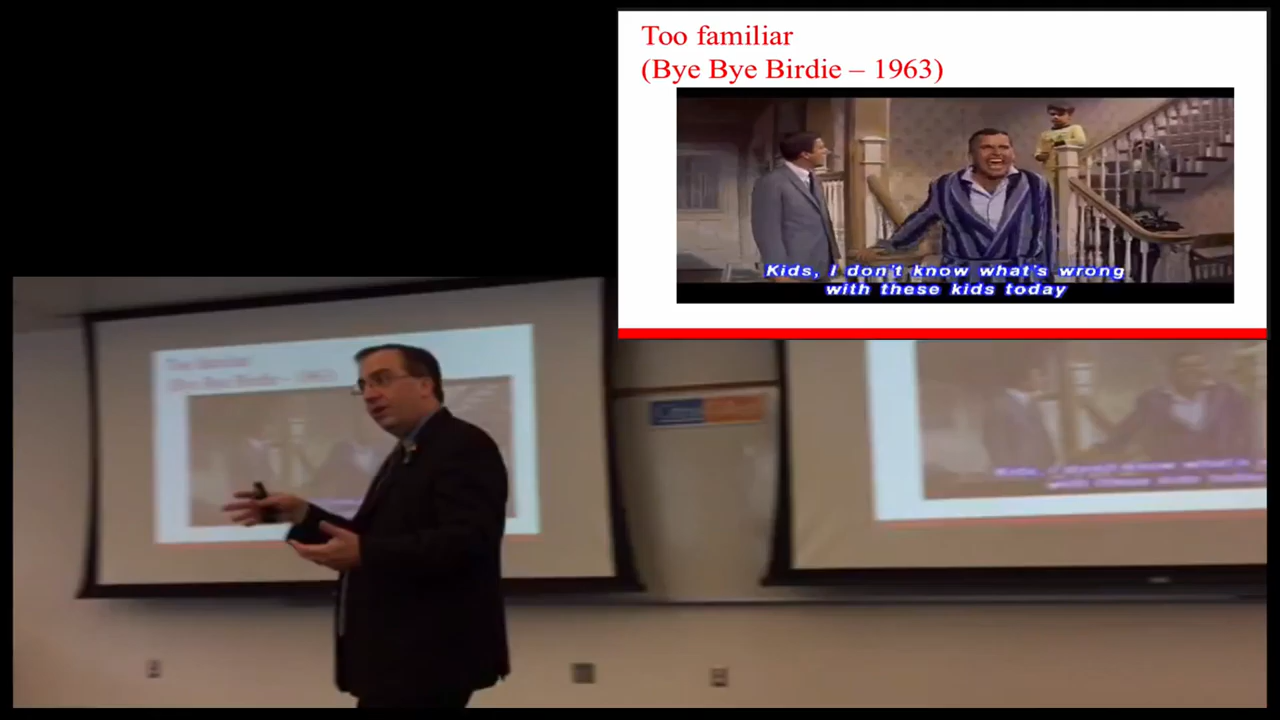 Too familiar
(Bye Bye Birdie – 1963)
Kids, I don't know what's wrong
with these kids today